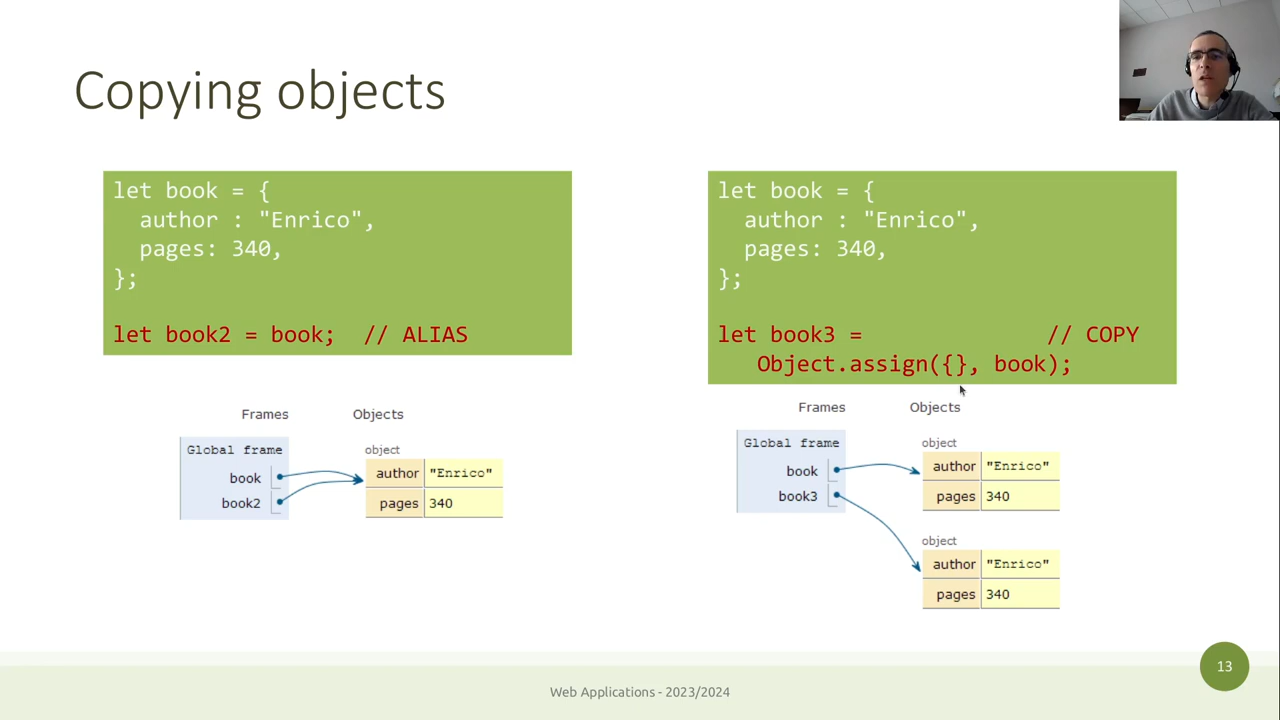 Copying objects
let book = {
author : "Enrico",
pages: 340,
};
let book2 = book;  // ALIAS
let book = {
author : "Enrico",
pages: 340,
};
let book3 =              // COPY
Object.assign({}, book);
Frames Objects
Global frame
book
book2
object
author "Enrico"
pages 340
Frames Objects
Global frame
book
book3
object
author "Enrico"
pages 340
object
author "Enrico"
pages 340
Web Applications - 2023/2024
13